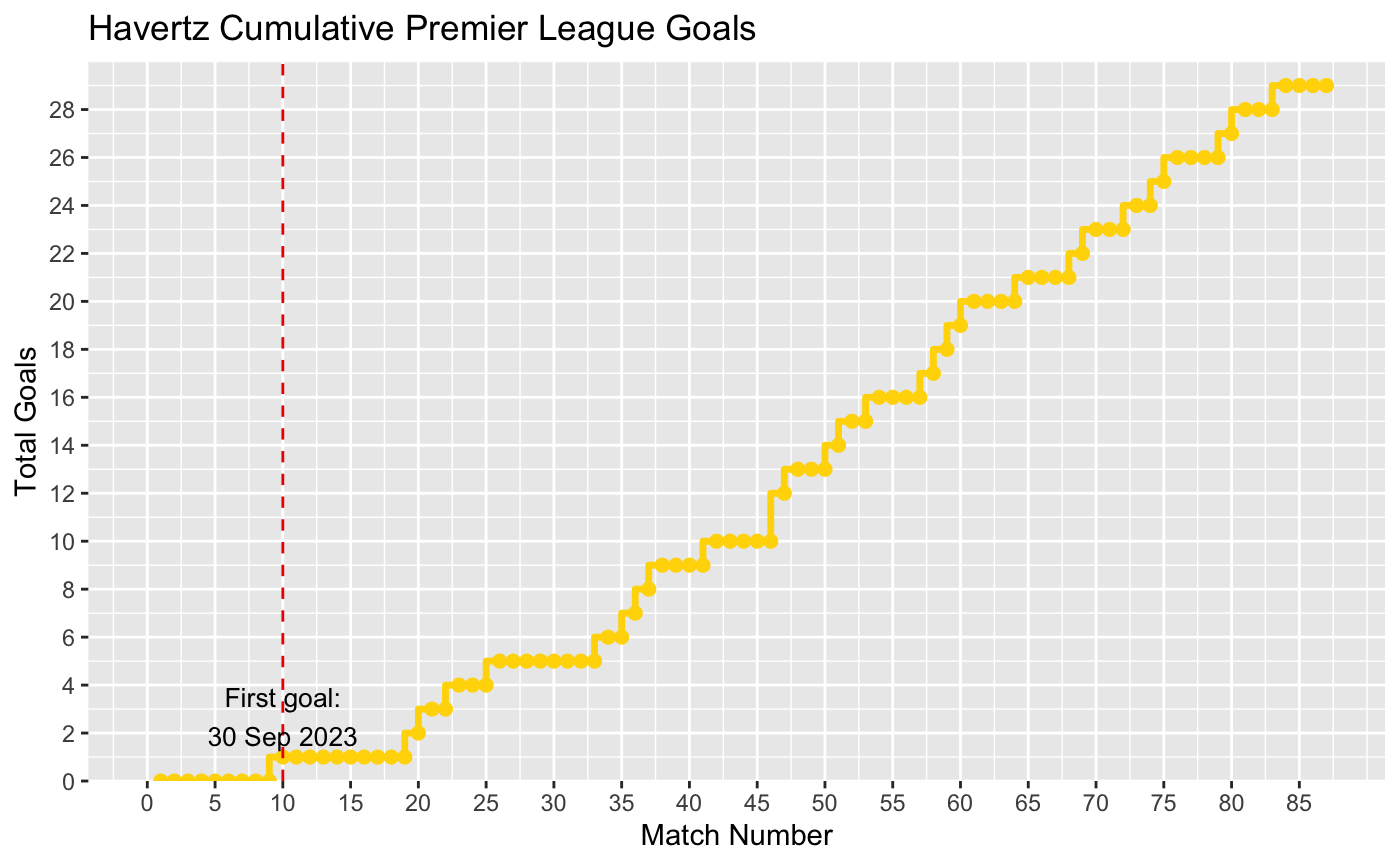 Havertz Cumulative Premier League Goals
Total Goals
28
26
24
22
20
18
16
14
12
10
8
6
4
2
0
First goal:
30 Sep 2023
0 5 10 15 20 25 30 35 40 45 50 55 60 65 70 75 80 85
Match Number